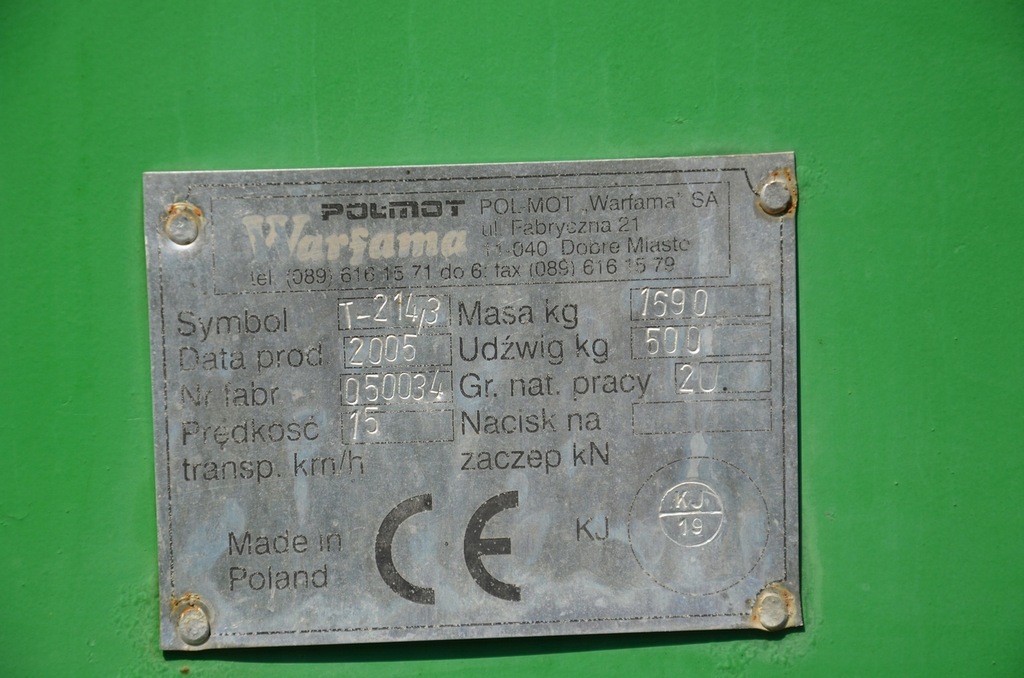 POLMOT
Warfama
POL-MOT „Warfama” SA
ul. Fabryczna 21
11-040 Dobre Miasto
tel. (089) 616 15 71 do 6; fax (089) 616 15 79
Symbol T-214/3
Data prod. 2005
Nr fabr. 050034
Prędkość 15
transp. km/h
Masa kg 1690
Udźwig kg 500
Gr. nat. pracy
Nacisk na
zaczep kN
Made in
Poland
CE
KJ
KJ
19